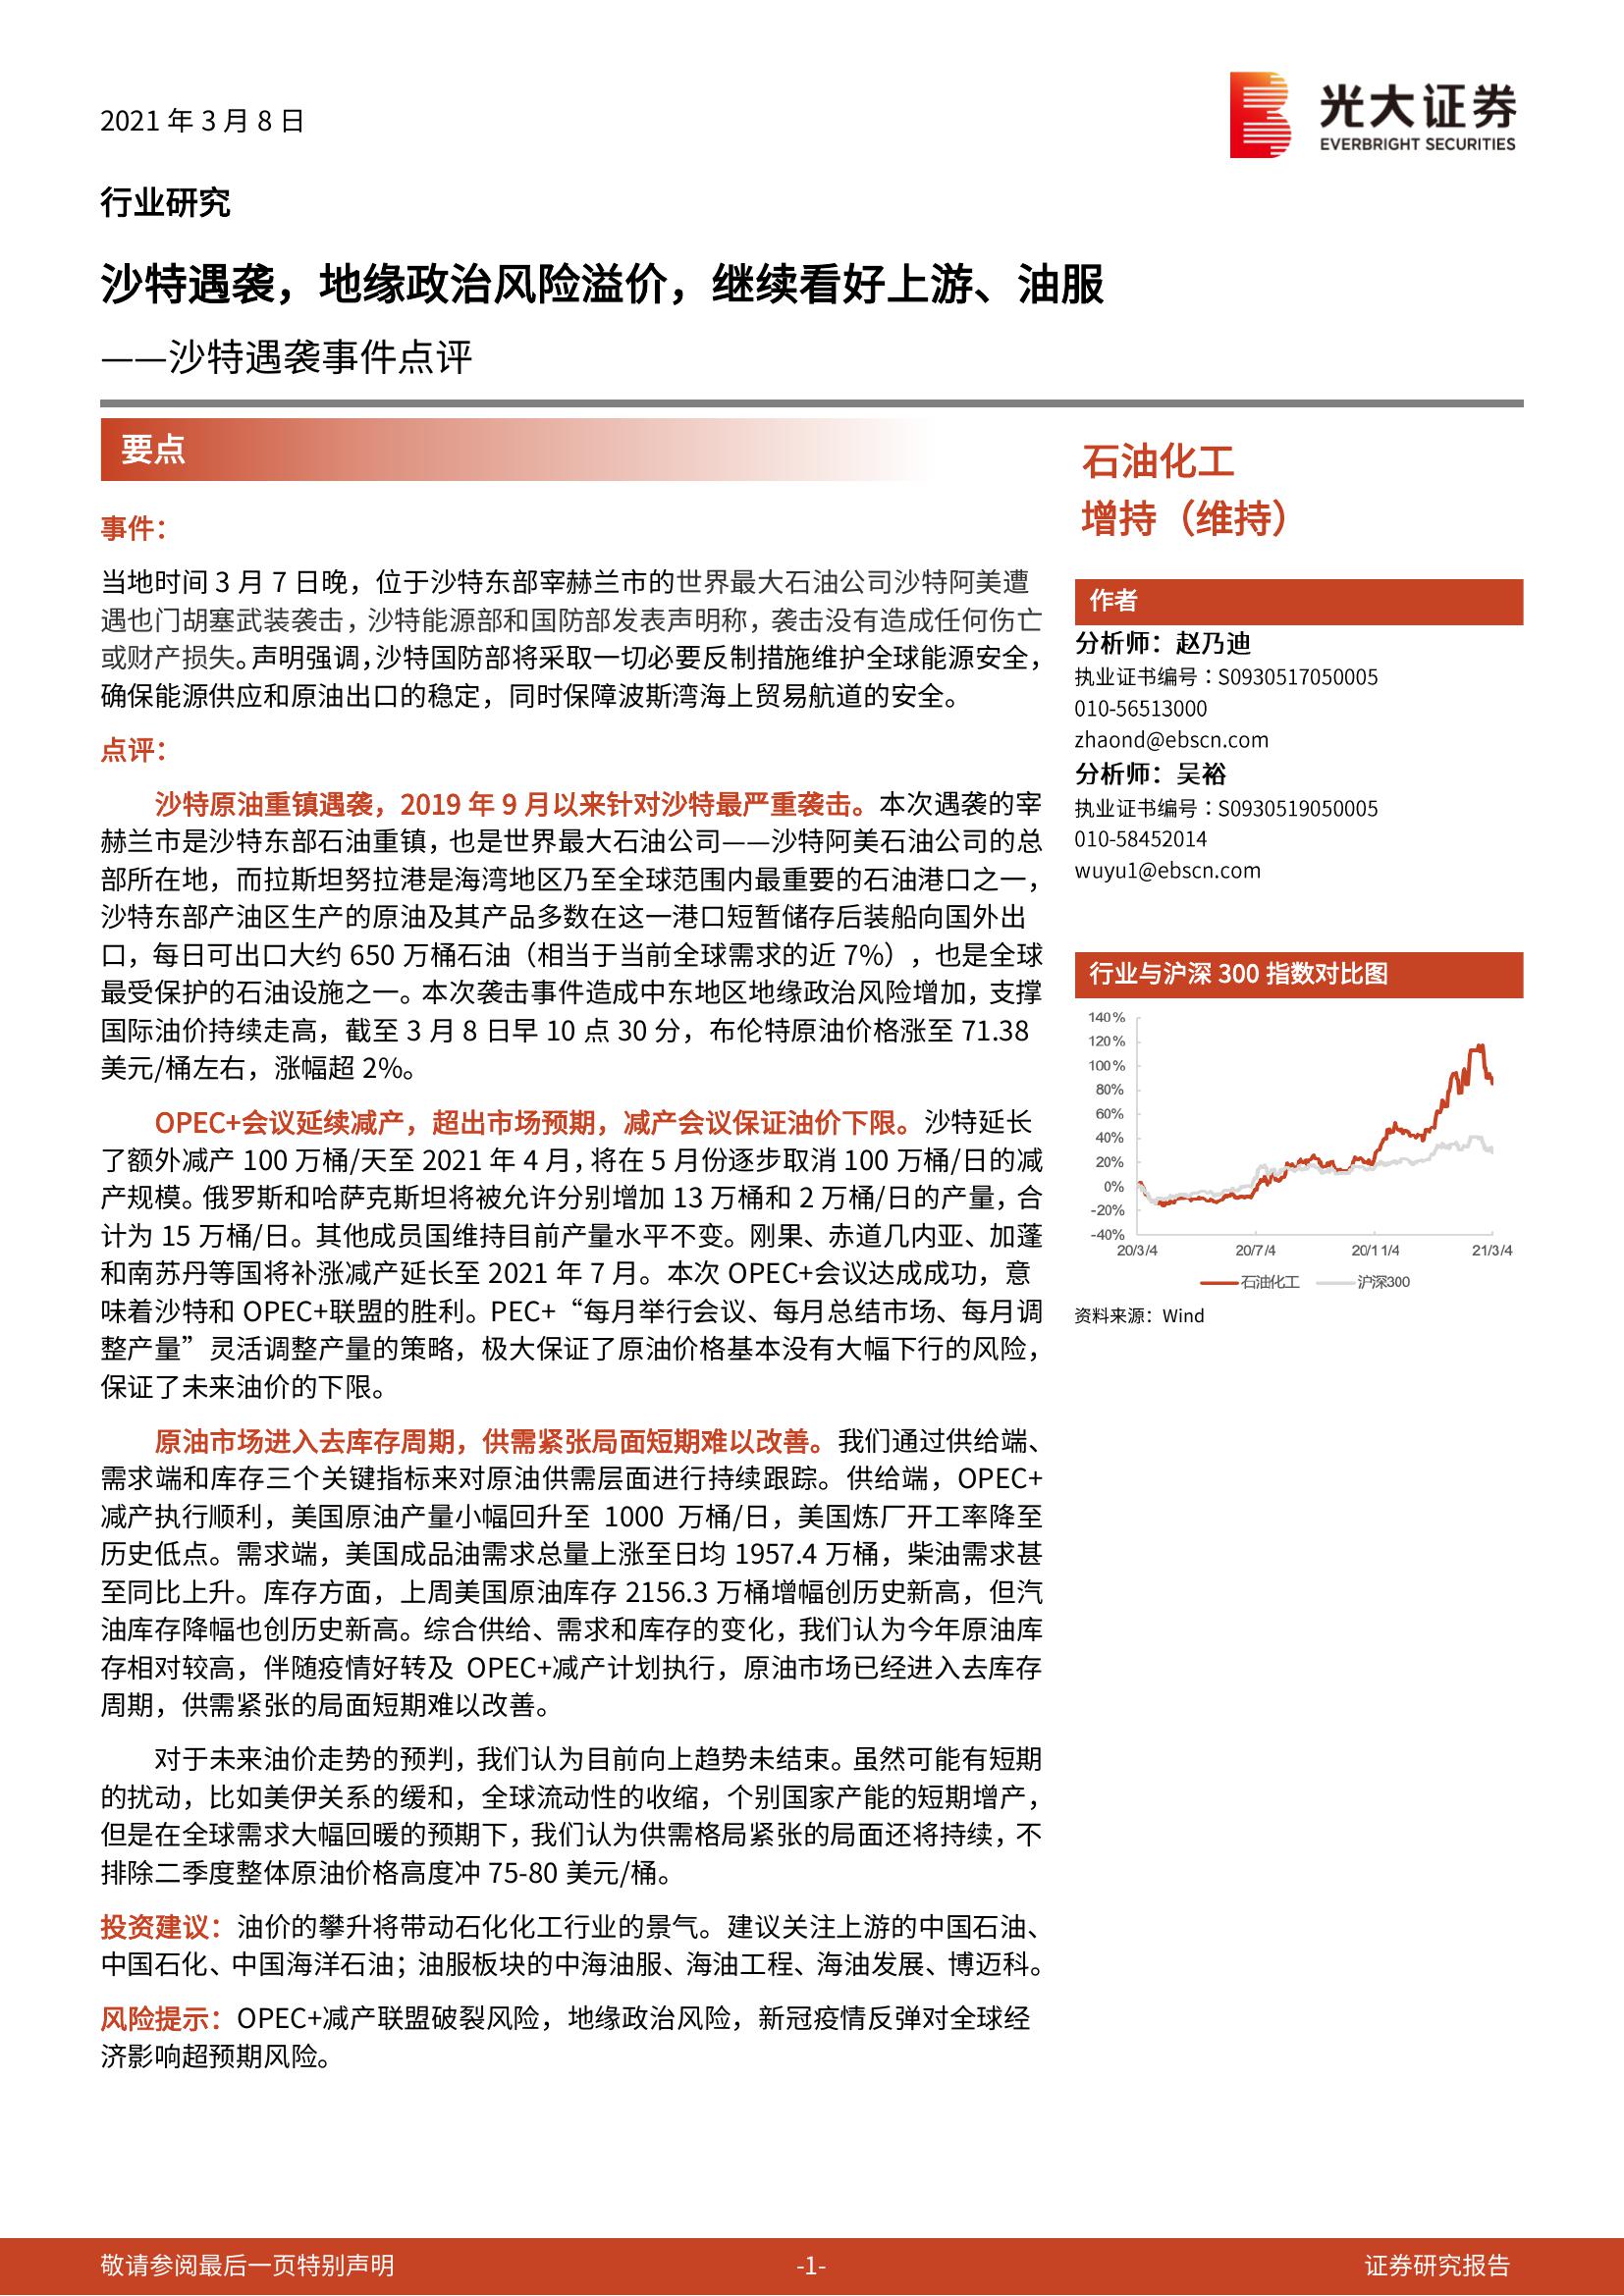 2021 年 3 月 8 日
光大证券
EVERBRIGHT SECURITIES
行业研究
沙特遇袭，地缘政治风险溢价，继续看好上游、油服
——沙特遇袭事件点评
要点
事件：
当地时间 3 月 7 日晚，位于沙特东部宰赫兰市的世界最大石油公司沙特阿美遭
遇也门胡塞武装袭击，沙特能源部和国防部发表声明称，袭击没有造成任何伤亡
或财产损失。声明强调，沙特国防部将采取一切必要反制措施维护全球能源安全，
确保能源供应和原油出口的稳定，同时保障波斯湾海上贸易航道的安全。
点评：
沙特原油重镇遇袭，2019 年 9 月以来针对沙特最严重袭击。本次遇袭的宰
赫兰市是沙特东部石油重镇，也是世界最大石油公司——沙特阿美石油公司的总
部所在地，而拉斯坦努拉港是海湾地区乃至全球范围内最重要的石油港口之一，
沙特东部产油区生产的原油及其产品多数在这一港口短暂储存后装船向国外出
口，每日可出口大约 650 万桶石油（相当于当前全球需求的近 7%），也是全球
最受保护的石油设施之一。本次袭击事件造成中东地区地缘政治风险增加，支撑
国际油价持续走高，截至 3 月 8 日早 10 点 30 分，布伦特原油价格涨至 71.38
美元/桶左右，涨幅超 2%。
OPEC+会议延续减产，超出市场预期，减产会议保证油价下限。沙特延长
了额外减产 100 万桶/天至 2021 年 4 月，将在 5 月份逐步取消 100 万桶/日的减
产规模。俄罗斯和哈萨克斯坦将被允许分别增加 13 万桶和 2 万桶/日的产量，合
计为 15 万桶/日。其他成员国维持目前产量水平不变。刚果、赤道几内亚、加蓬
和南苏丹等国将补涨减产延长至 2021 年 7 月。本次 OPEC+会议达成成功，意
味着沙特和 OPEC+联盟的胜利。PEC+“每月举行会议、每月总结市场、每月调
整产量”灵活调整产量的策略，极大保证了原油价格基本没有大幅下行的风险，
保证了未来油价的下限。
原油市场进入去库存周期，供需紧张局面短期难以改善。我们通过供给端、
需求端和库存三个关键指标来对原油供需层面进行持续跟踪。供给端，OPEC+
减产执行顺利，美国原油产量小幅回升至 1000 万桶/日，美国炼厂开工率降至
历史低点。需求端，美国成品油需求总量上涨至日均 1957.4 万桶，柴油需求甚
至同比上升。库存方面，上周美国原油库存 2156.3 万桶增幅创历史新高，但汽
油库存降幅也创历史新高。综合供给、需求和库存的变化，我们认为今年原油库
存相对较高，伴随疫情好转及 OPEC+减产计划执行，原油市场已经进入去库存
周期，供需紧张的局面短期难以改善。
对于未来油价走势的预判，我们认为目前向上趋势未结束。虽然可能有短期
的扰动，比如美伊关系的缓和，全球流动性的收缩，个别国家产能的短期增产，
但是在全球需求大幅回暖的预期下，我们认为供需格局紧张的局面还将持续，不
排除二季度整体原油价格高度冲 75-80 美元/桶。
投资建议：油价的攀升将带动石化化工行业的景气。建议关注上游的中国石油、
中国石化、中国海洋石油；油服板块的中海油服、海油工程、海油发展、博迈科。
风险提示：OPEC+减产联盟破裂风险，地缘政治风险，新冠疫情反弹对全球经
济影响超预期风险。
石油化工
增持（维持）
作者
分析师：赵乃迪
执业证书编号：S0930517050005
010-56513000
zhaond@ebscn.com
分析师：吴裕
执业证书编号：S0930519050005
010-58452014
wuyu1@ebscn.com
行业与沪深 300 指数对比图
140%
120%
100%
80%
60%
40%
20%
0%
-20%
-40%
20/3/4 20/7/4 20/11/4 21/3/4
石油化工 沪深300
资料来源：Wind
敬请参阅最后一页特别声明 -1- 证券研究报告